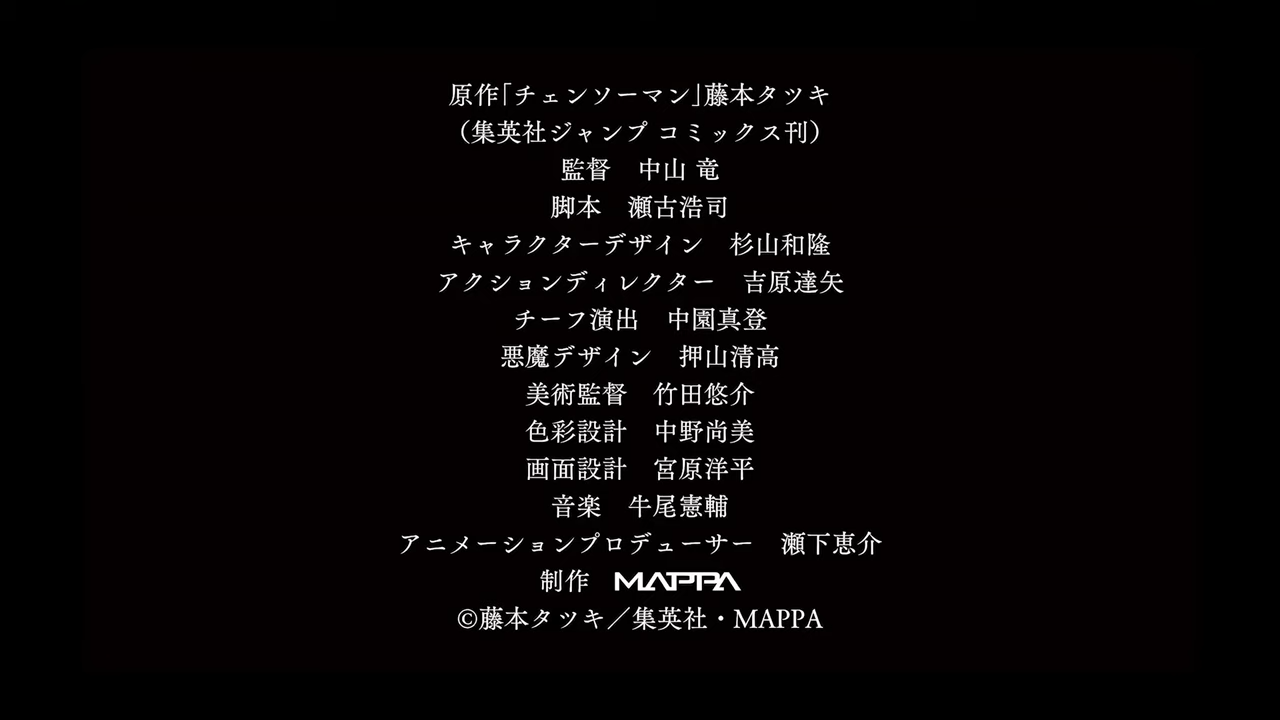 原作「チェンソーマン」藤本タツキ
（集英社ジャンプ コミックス刊）
監督　中山 竜
脚本　瀬古浩司
キャラクターデザイン　杉山和隆
アクションディレクター　吉原達矢
チーフ演出　中園真登
悪魔デザイン　押山清高
美術監督　竹田悠介
色彩設計　中野尚美
画面設計　宮原洋平
音楽　牛尾憲輔
アニメーションプロデューサー　瀬下恵介
制作　MAPPA
©藤本タツキ／集英社・MAPPA